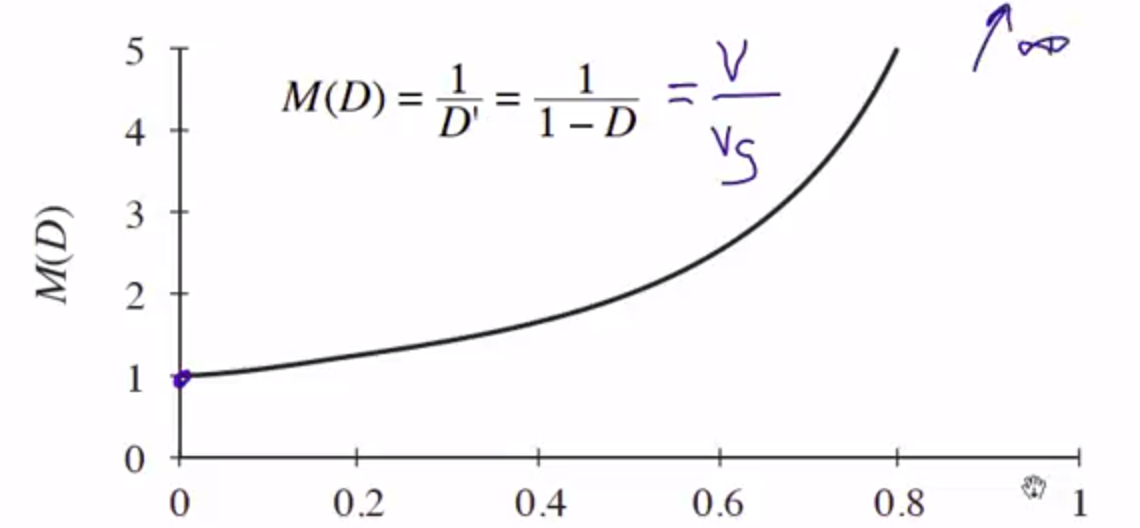 5
M(D) = 1/D' = 1/(1 − D) = V/Vg
∞
4
3
M(D)
2
1
0
0 0.2 0.4 0.6 0.8 1